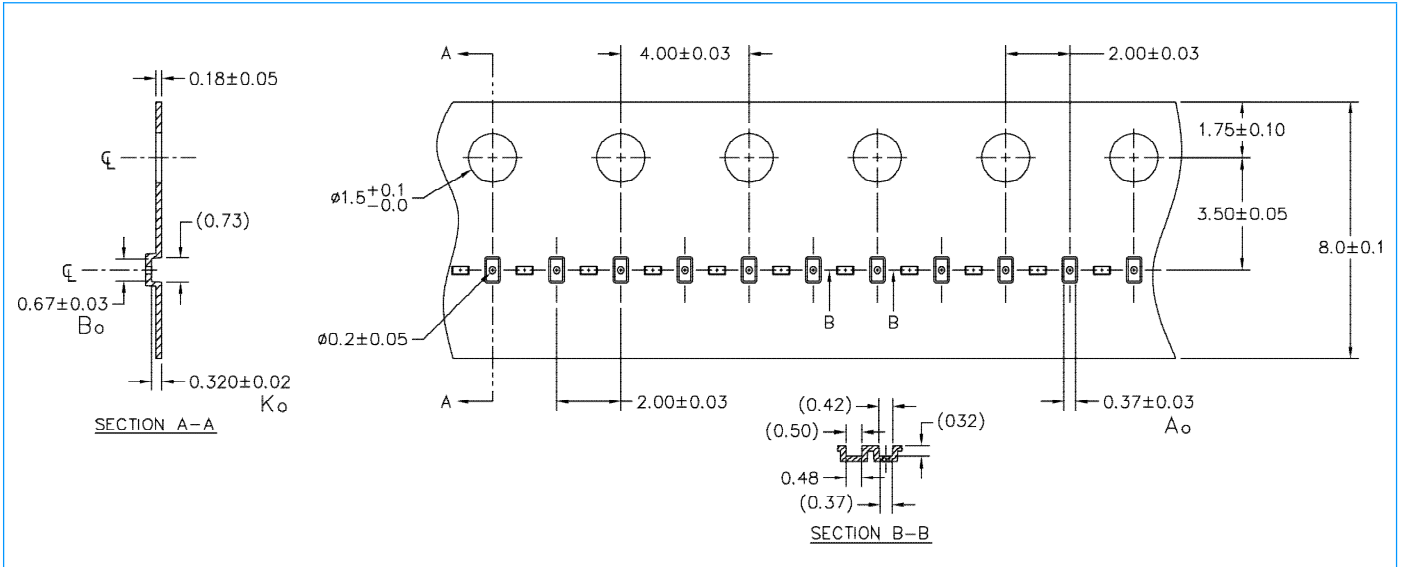 0.18±0.05
℄
(0.73)
℄
0.67±0.03
Bo
0.320±0.02
Ko
SECTION A-A
A
4.00±0.03
2.00±0.03
1.75±0.10
ø1.5+0.1
-0.0
3.50±0.05
8.0±0.1
B
B
ø0.2±0.05
A
2.00±0.03
0.37±0.03
Ao
(0.42)
(032)
(0.50)
0.48
(0.37)
SECTION B-B